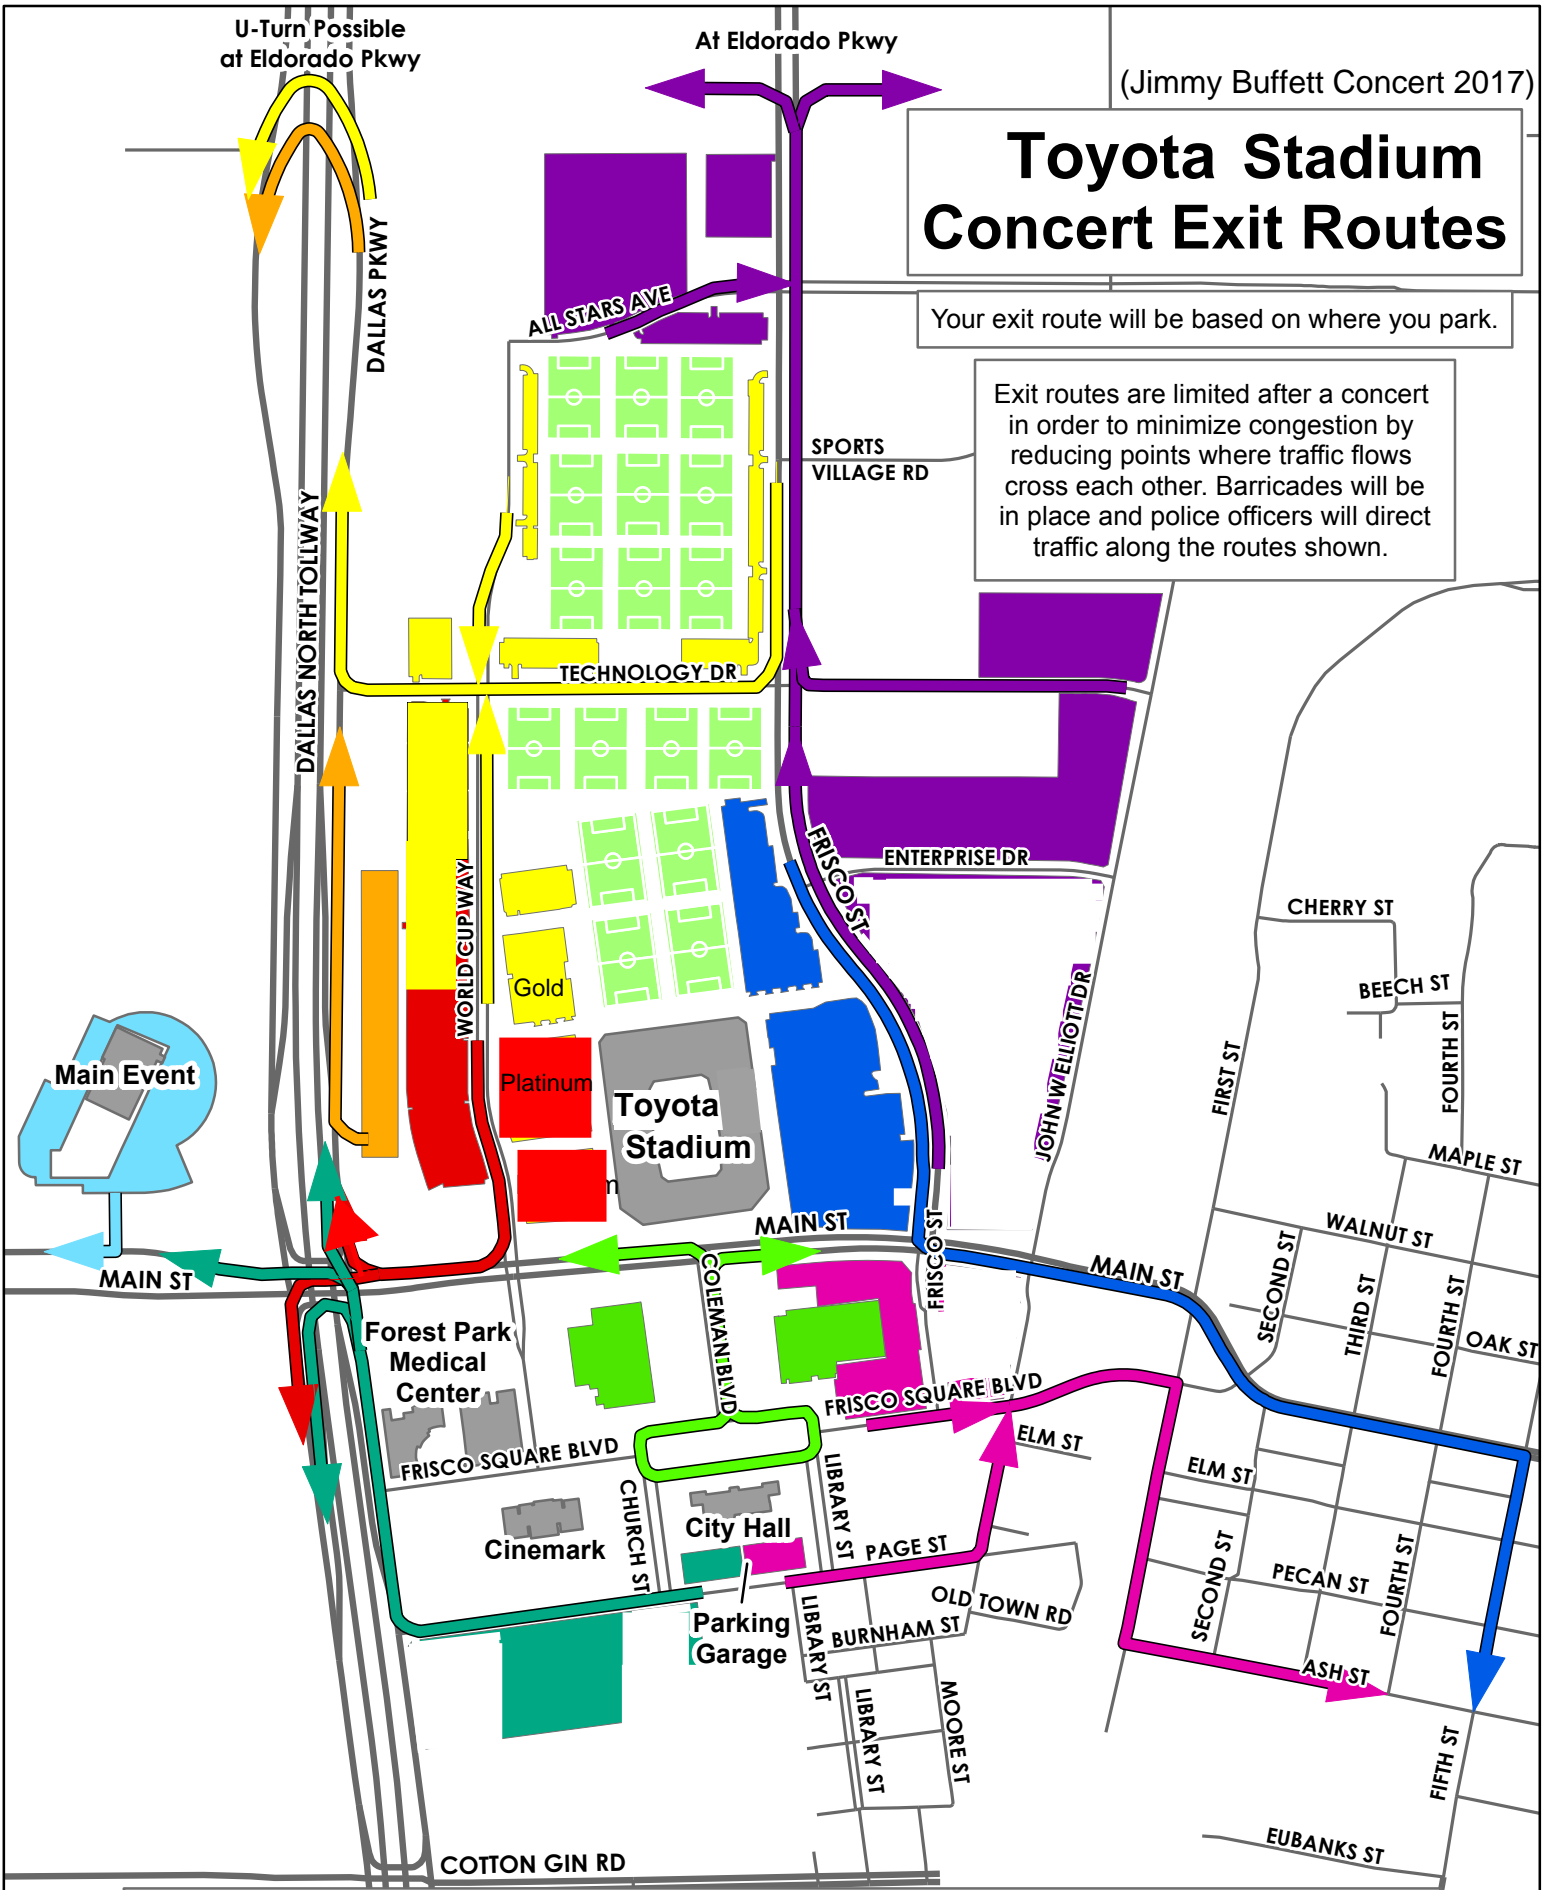 U-Turn Possible
at Eldorado Pkwy
At Eldorado Pkwy
(Jimmy Buffett Concert 2017)
Toyota Stadium
Concert Exit Routes
Your exit route will be based on where you park.
Exit routes are limited after a concert
in order to minimize congestion by
reducing points where traffic flows
cross each other. Barricades will be
in place and police officers will direct
traffic along the routes shown.
DALLAS PKWY
ALL STARS AVE
SPORTS
VILLAGE RD
DALLAS NORTH TOLLWAY
TECHNOLOGY DR
FRISCO ST
ENTERPRISE DR
WORLD CUP WAY
CHERRY ST
BEECH ST
FOURTH ST
FIRST ST
JOHN W ELLIOTT DR
Gold
Platinum
m
Main Event
Toyota
Stadium
MAPLE ST
WALNUT ST
MAIN ST
MAIN ST
MAIN ST
FRISCO ST
SECOND ST
THIRD ST
FOURTH ST
OAK ST
COLEMAN BLVD
Forest Park
Medical
Center
FRISCO SQUARE BLVD
FRISCO SQUARE BLVD
ELM ST
ELM ST
CHURCH ST
LIBRARY ST
Cinemark
City Hall
PAGE ST
PECAN ST
SECOND ST
FOURTH ST
OLD TOWN RD
BURNHAM ST
Parking
Garage
LIBRARY ST
LIBRARY ST
MOORE ST
ASH ST
FIFTH ST
EUBANKS ST
COTTON GIN RD